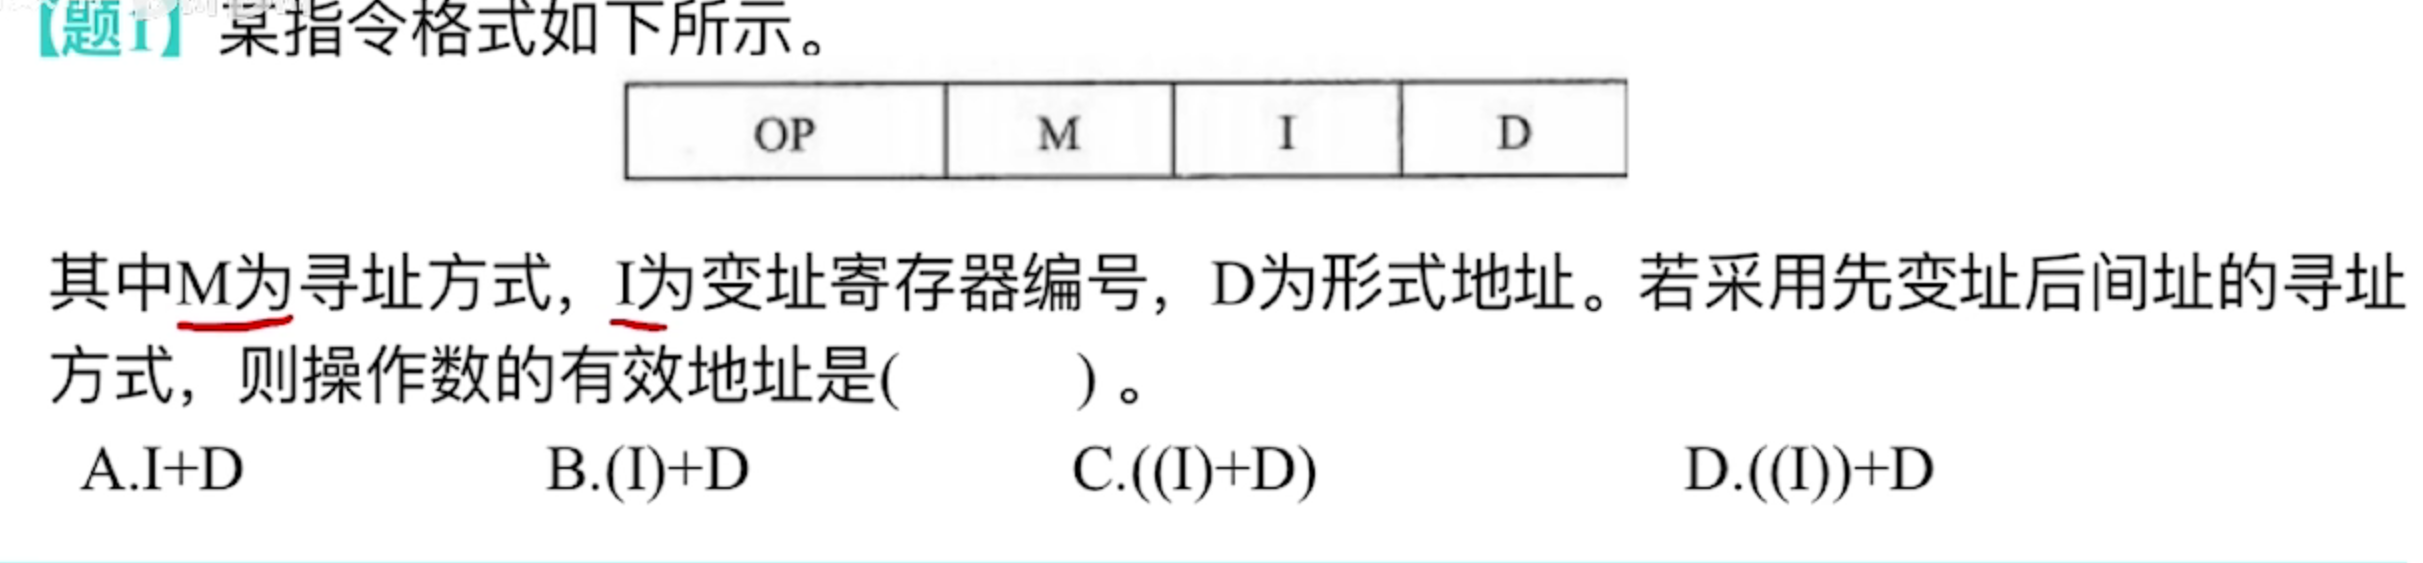 【题1】某指令格式如下所示。
OP M I D
其中M为寻址方式，I为变址寄存器编号，D为形式地址。若采用先变址后间址的寻址
方式，则操作数的有效地址是(    )。
A.I+D B.(I)+D C.((I)+D) D.((I))+D